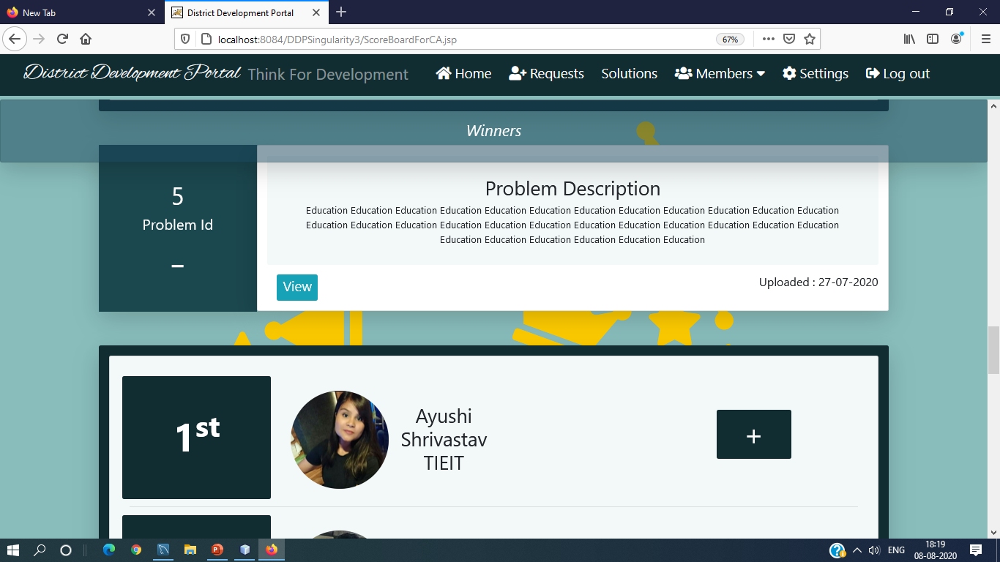 New Tab
District Development Portal
localhost:8084/DDPSingularity3/ScoreBoardForCA.jsp
67%
District Development Portal Think For Development Home Requests Solutions Members Settings Log out
Winners
5
Problem Id
Problem Description
Education Education Education Education Education Education Education Education Education Education Education Education
Education Education Education Education Education Education Education Education Education Education Education Education
Education Education Education Education Education Education
View
Uploaded : 27-07-2020
1st
Ayushi
Shrivastav
TIEIT
+
ENG
18:19
08-08-2020